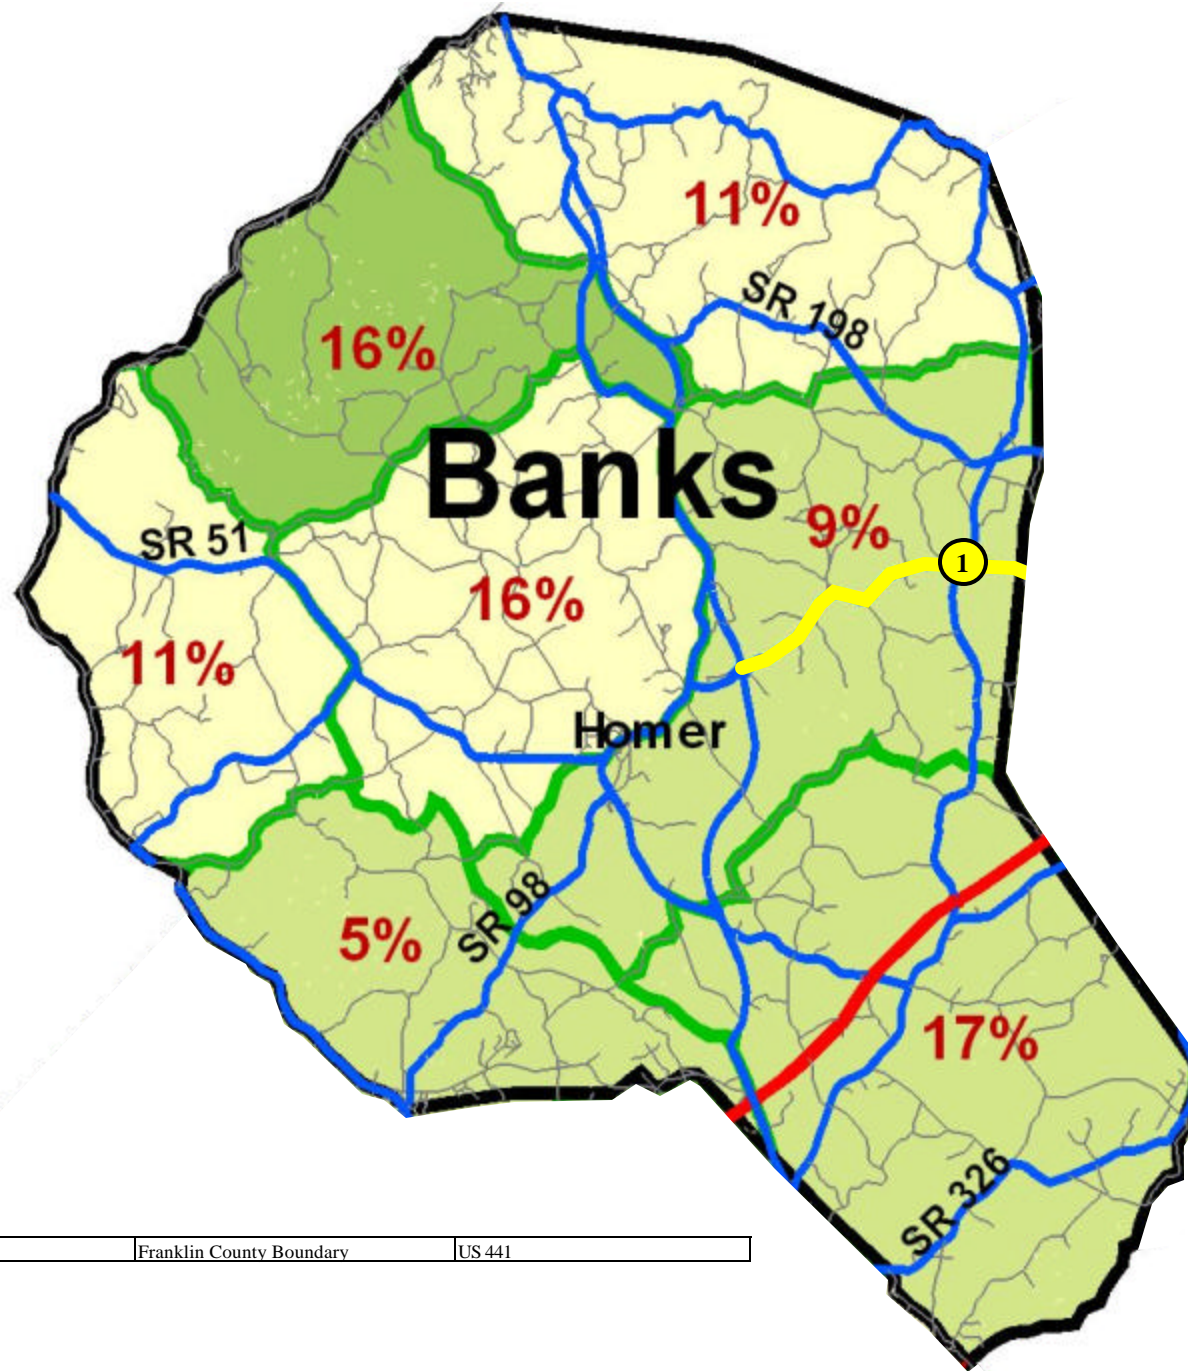 11%
SR 198
16%
Banks
9%
SR 51
1
16%
11%
Homer
SR 98
5%
17%
SR 326
Franklin County Boundary US 441